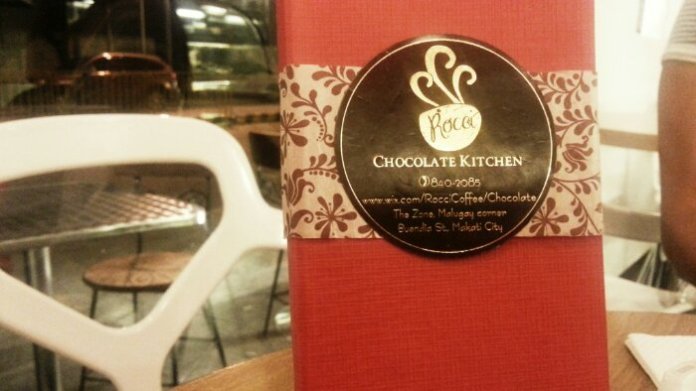 Rocci
CHOCOLATE KITCHEN
840-2085
www.wix.com/RocciCoffee/Chocolate
The Zone, Malugay corner
Buendia St. Makati City